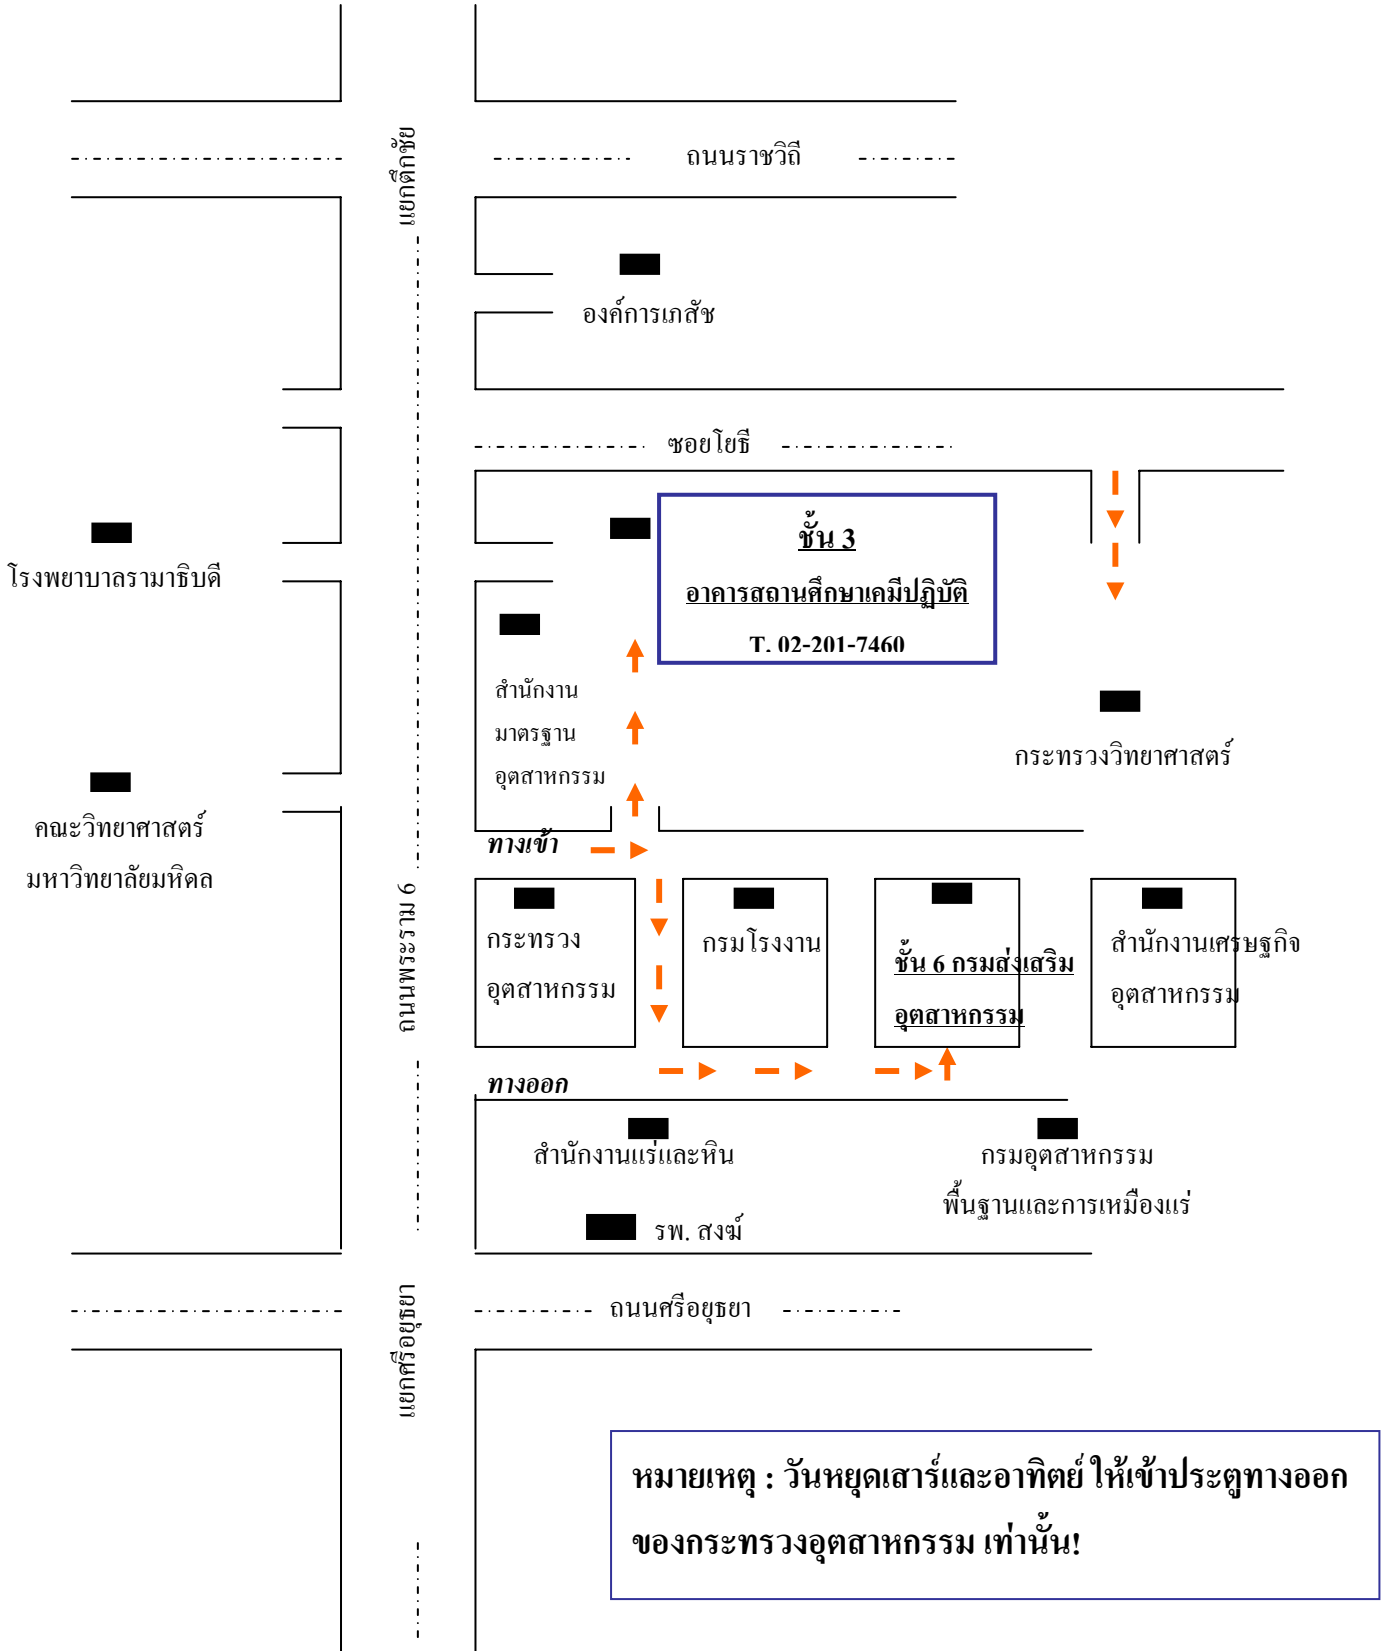 แยกตึกชัย
ถนนราชวิถี
องค์การเภสัช
ซอยโยธี
ชั้น 3
อาคารสถานศึกษาเคมีปฏิบัติ
T. 02-201-7460
โรงพยาบาลรามาธิบดี
สำนักงาน
มาตรฐาน
อุตสาหกรรม
กระทรวงวิทยาศาสตร์
คณะวิทยาศาสตร์
มหาวิทยาลัยมหิดล
ทางเข้า
ถนนพระราม 6
กระทรวง
อุตสาหกรรม
กรมโรงงาน
ชั้น 6 กรมส่งเสริม
อุตสาหกรรม
สำนักงานเศรษฐกิจ
อุตสาหกรรม
ทางออก
สำนักงานแร่และหิน
กรมอุตสาหกรรม
พื้นฐานและการเหมืองแร่
รพ. สงฆ์
แยกศรีอยุธยา
ถนนศรีอยุธยา
หมายเหตุ : วันหยุดเสาร์และอาทิตย์ ให้เข้าประตูทางออก
ของกระทรวงอุตสาหกรรม เท่านั้น!